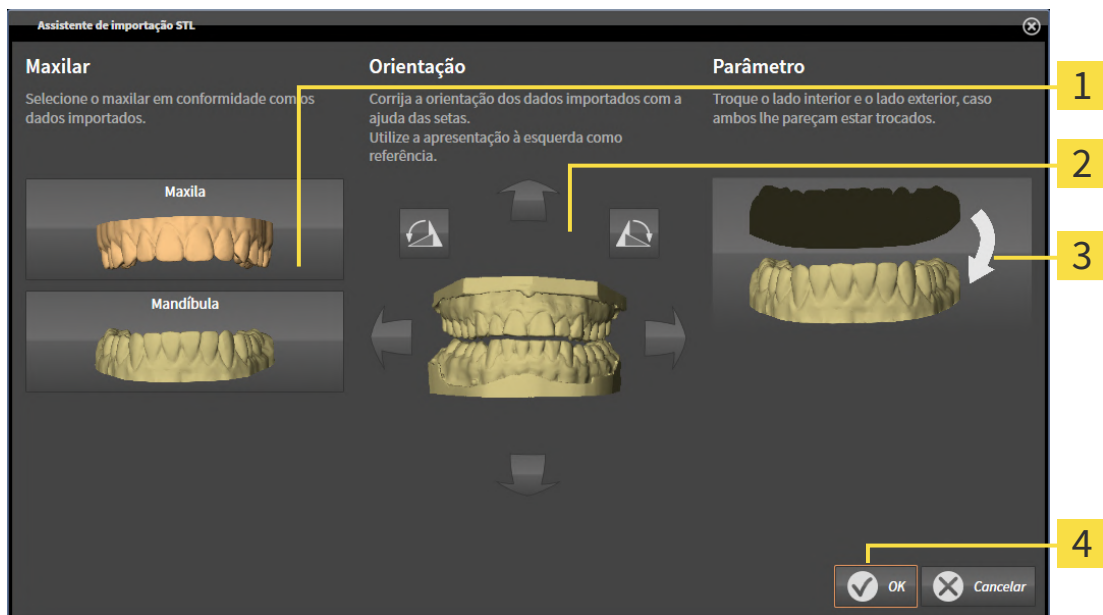 Assistente de importação STL
Maxilar
Selecione o maxilar em conformidade com os
dados importados.
Maxila
Mandíbula
Orientação
Corrija a orientação dos dados importados com a
ajuda das setas.
Utilize a apresentação à esquerda como
referência.
Parâmetro
Troque o lado interior e o lado exterior, caso
ambos lhe pareçam estar trocados.
OK
Cancelar
1
2
3
4